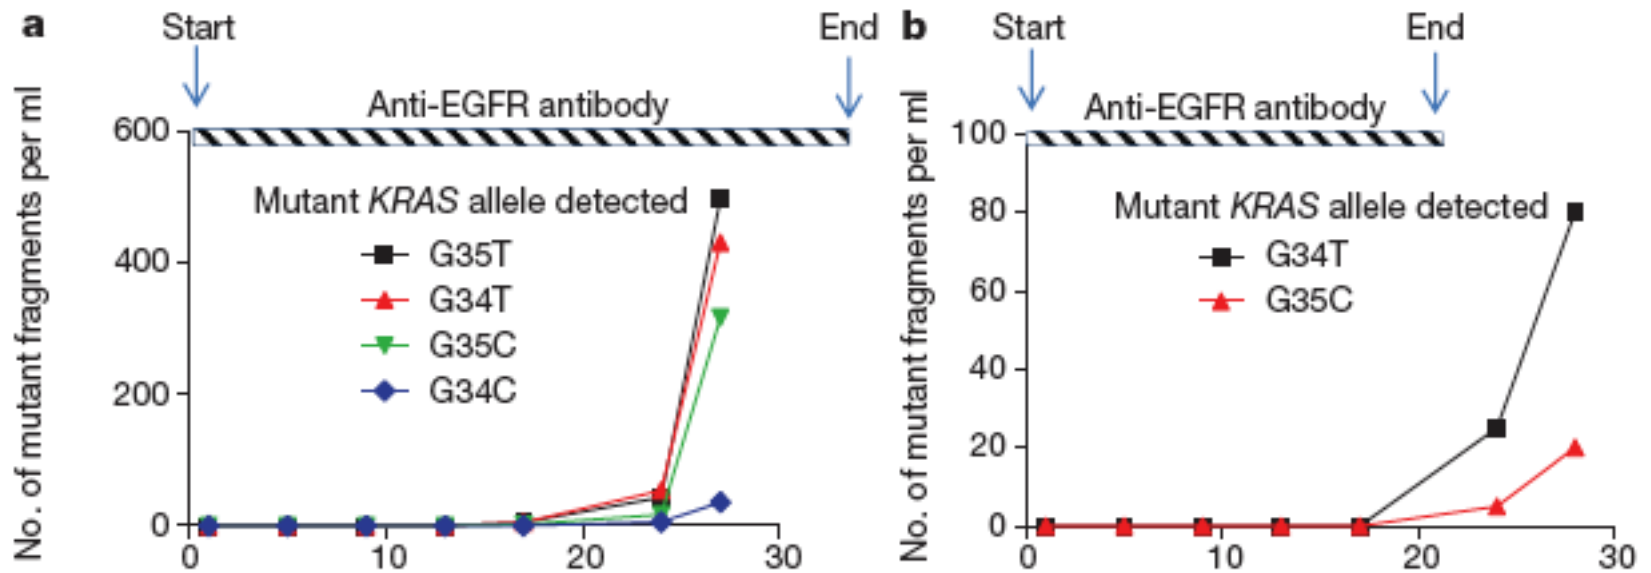 a
Start
End
Anti-EGFR antibody
No. of mutant fragments per ml
600
400
200
0
Mutant KRAS allele detected
G35T
G34T
G35C
G34C
0
10
20
30
b
Start
End
Anti-EGFR antibody
No. of mutant fragments per ml
100
80
60
40
20
0
Mutant KRAS allele detected
G34T
G35C
0
10
20
30